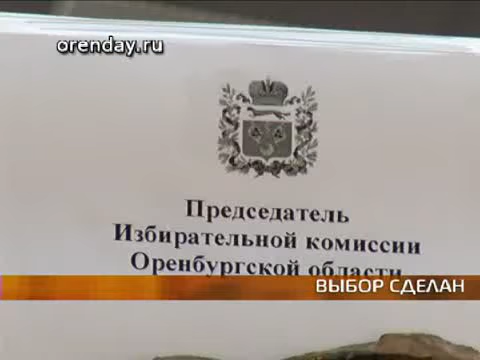 orenday.ru
Председатель
Избирательной комиссии
Оренбургской области
ВЫБОР СДЕЛАН